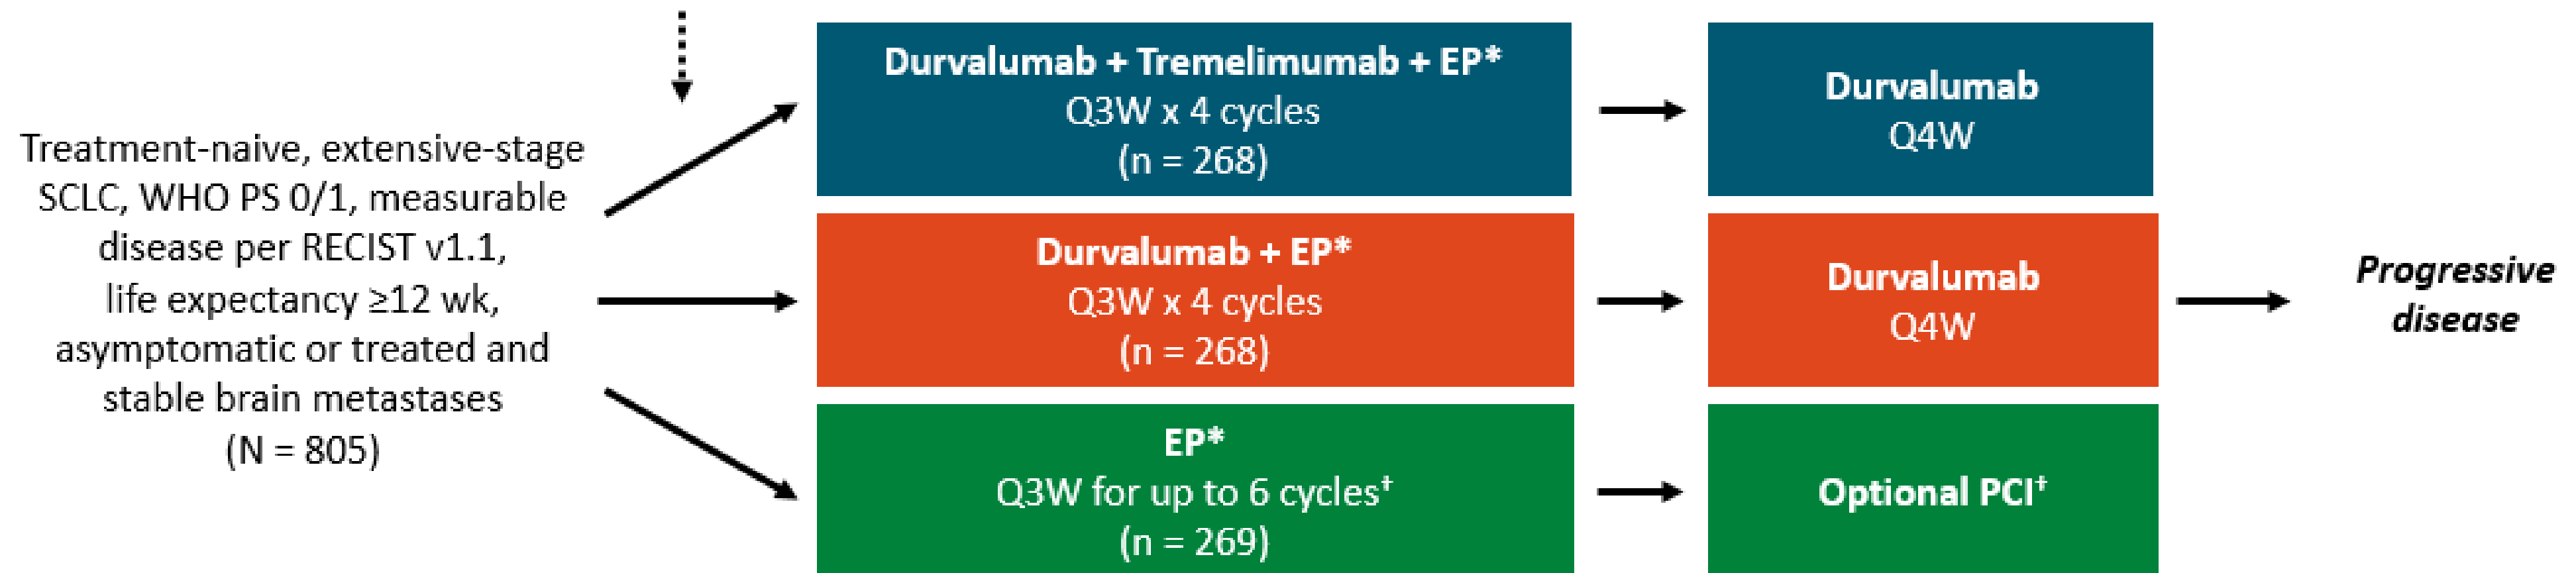 Treatment-naive, extensive-stage
SCLC, WHO PS 0/1, measurable
disease per RECIST v1.1,
life expectancy ≥12 wk,
asymptomatic or treated and
stable brain metastases
(N = 805)
Durvalumab + Tremelimumab + EP*
Q3W x 4 cycles
(n = 268)
Durvalumab
Q4W
Durvalumab + EP*
Q3W x 4 cycles
(n = 268)
Durvalumab
Q4W
EP*
Q3W for up to 6 cycles†
(n = 269)
Optional PCI†
Progressive
disease